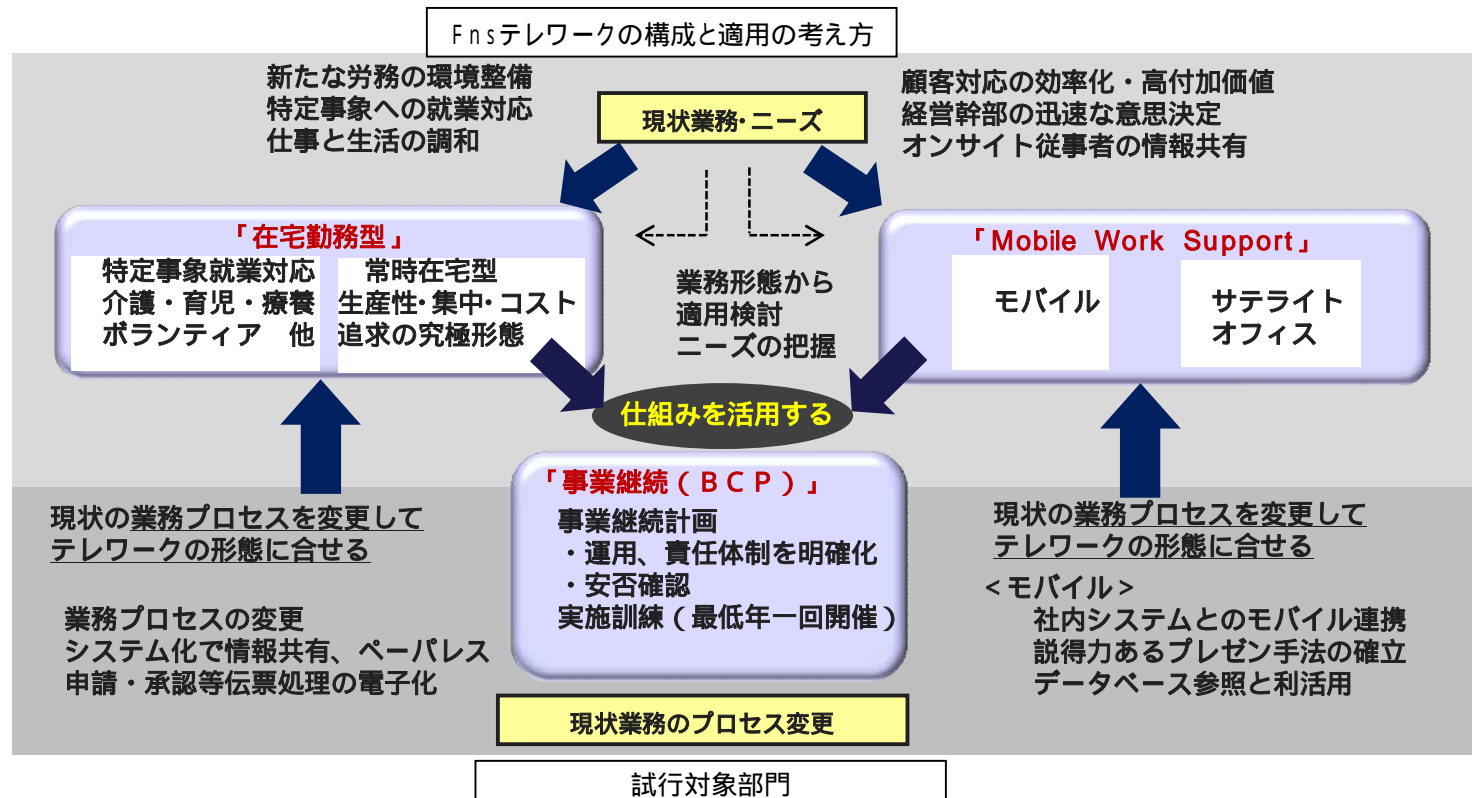 Fnsテレワークの構成と適用の考え方
新たな労務の環境整備
特定事象への就業対応
仕事と生活の調和
現状業務・ニーズ
顧客対応の効率化・高付加価値
経営幹部の迅速な意思決定
オンサイト従事者の情報共有
「在宅勤務型」
特定事象就業対応
介護・育児・療養
ボランティア 他
常時在宅型
生産性・集中・コスト
追求の究極形態
業務形態から
適用検討
ニーズの把握
「Mobile Work Support」
モバイル
サテライト
オフィス
仕組みを活用する
「事業継続(BCP)」
事業継続計画
・運用、責任体制を明確化
・安否確認
実施訓練(最低年一回開催)
現状の業務プロセスを変更して
テレワークの形態に合せる
業務プロセスの変更
システム化で情報共有、ペーパレス
申請・承認等伝票処理の電子化
現状の業務プロセスを変更して
テレワークの形態に合せる
<モバイル>
社内システムとのモバイル連携
説得力あるプレゼン手法の確立
データベース参照と利活用
現状業務のプロセス変更
試行対象部門